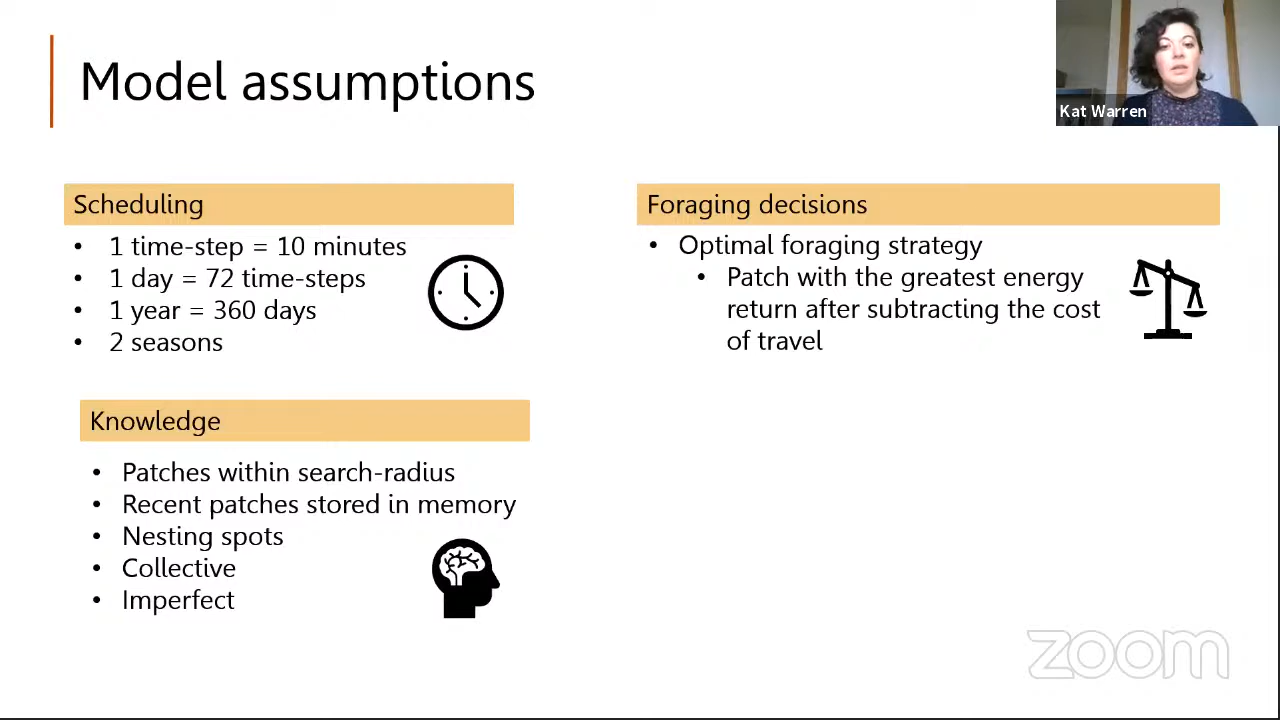 Model assumptions
Kat Warren
Scheduling
• 1 time-step = 10 minutes
• 1 day = 72 time-steps
• 1 year = 360 days
• 2 seasons
Foraging decisions
• Optimal foraging strategy
• Patch with the greatest energy
return after subtracting the cost
of travel
Knowledge
• Patches within search-radius
• Recent patches stored in memory
• Nesting spots
• Collective
• Imperfect
zoom